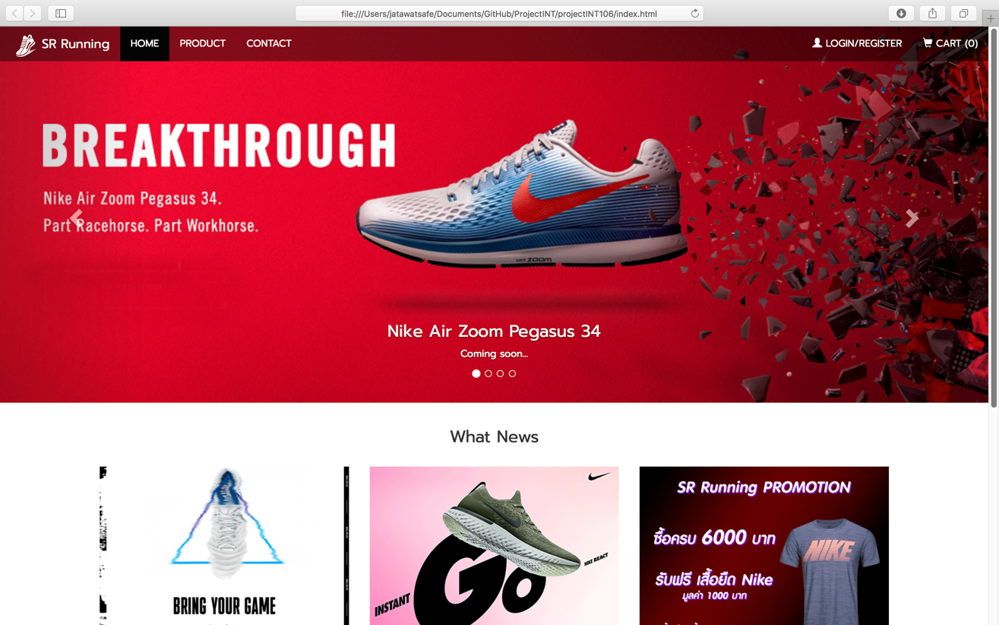 file:///Users/jatawatsafe/Documents/GitHub/ProjectINT/projectINT106/index.html
SR Running
HOME
PRODUCT
CONTACT
LOGIN/REGISTER
CART (0)
BREAKTHROUGH
Nike Air Zoom Pegasus 34.
Part Racehorse. Part Workhorse.
NIKE ZOOM
Nike Air Zoom Pegasus 34
Coming soon...
What News
BRING YOUR GAME
INSTANT
Go
NIKE REACT
SR Running PROMOTION
ซื้อครบ 6000 บาท
รับฟรี เสื้อยืด Nike
มูลค่า 1000 บาท
NIKE